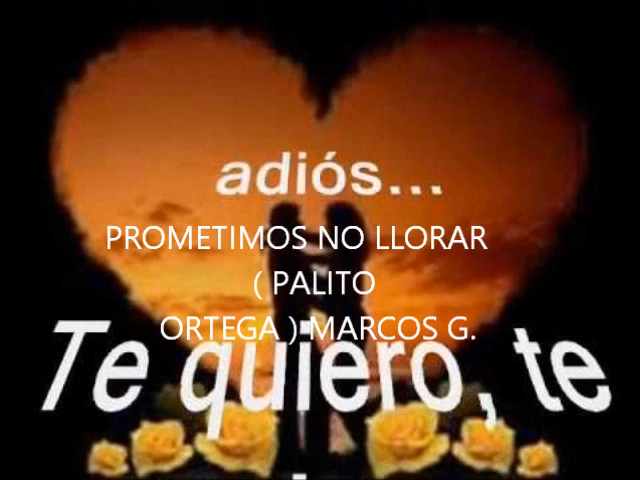 adiós...
PROMETIMOS NO LLORAR
( PALITO
ORTEGA ) MARCOS G.
Te quiero, te